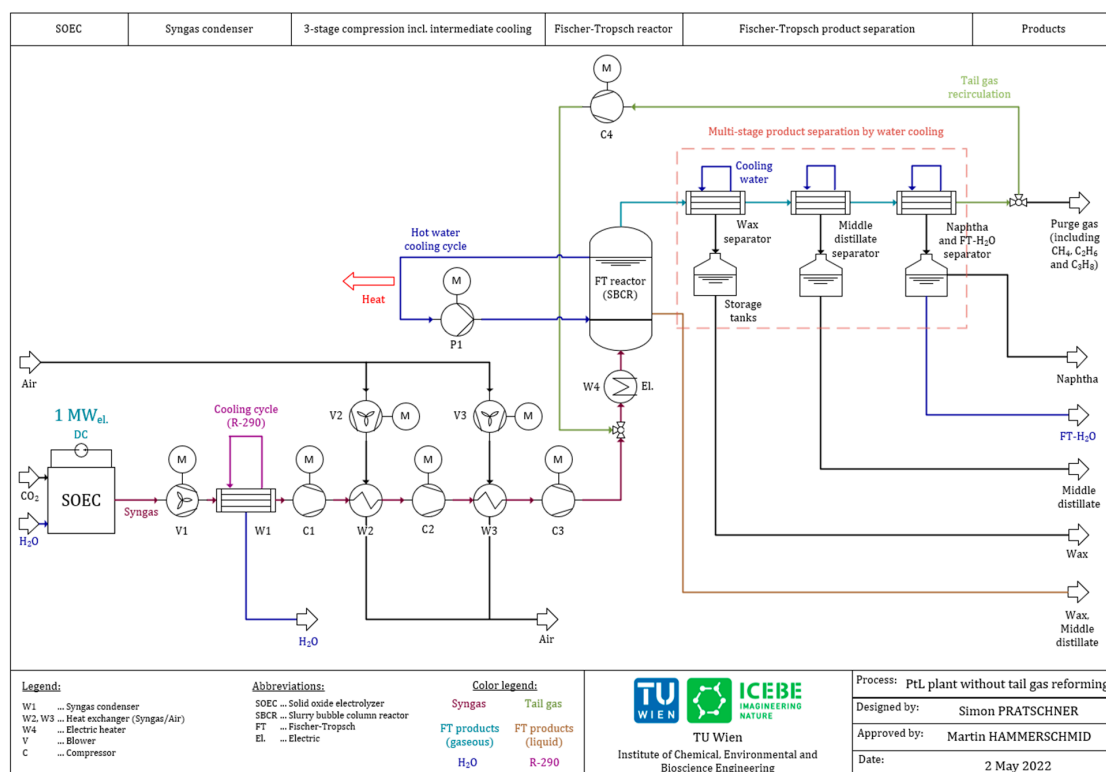 SOEC
Syngas condenser
3-stage compression incl. intermediate cooling
Fischer-Tropsch reactor
Fischer-Tropsch product separation
Products
M
C4
Tail gas
recirculation
Multi-stage product separation by water cooling
Cooling
water
Wax
separator
Middle
distillate
separator
Naphtha
and FT-H₂O
separator
Purge gas
(including
CH₄, C₂H₆
and C₃H₈)
Hot water
cooling cycle
Heat
M
P1
FT reactor
(SBCR)
Storage
tanks
Air
W4
El.
Naphtha
1 MWel.
DC
Cooling cycle
(R-290)
V2
M
V3
M
FT-H₂O
CO₂
SOEC
H₂O
Syngas
M
V1
W1
M
C1
W2
M
C2
W3
M
C3
Middle
distillate
Wax
H₂O
Air
Wax,
Middle
distillate
Legend:
W1 ... Syngas condenser
W2, W3 ... Heat exchanger (Syngas/Air)
W4 ... Electric heater
V ... Blower
C ... Compressor
Abbreviations:
SOEC ... Solid oxide electrolyzer
SBCR ... Slurry bubble column reactor
FT ... Fischer-Tropsch
El. ... Electric
Color legend:
Syngas
Tail gas
FT products
(gaseous)
FT products
(liquid)
H₂O
R-290
TU
WIEN
ICEBE
IMAGINEERING
NATURE
TU Wien
Institute of Chemical, Environmental and
Bioscience Engineering
Process: PtL plant without tail gas reforming
Designed by: Simon PRATSCHNER
Approved by: Martin HAMMERSCHMID
Date: 2 May 2022